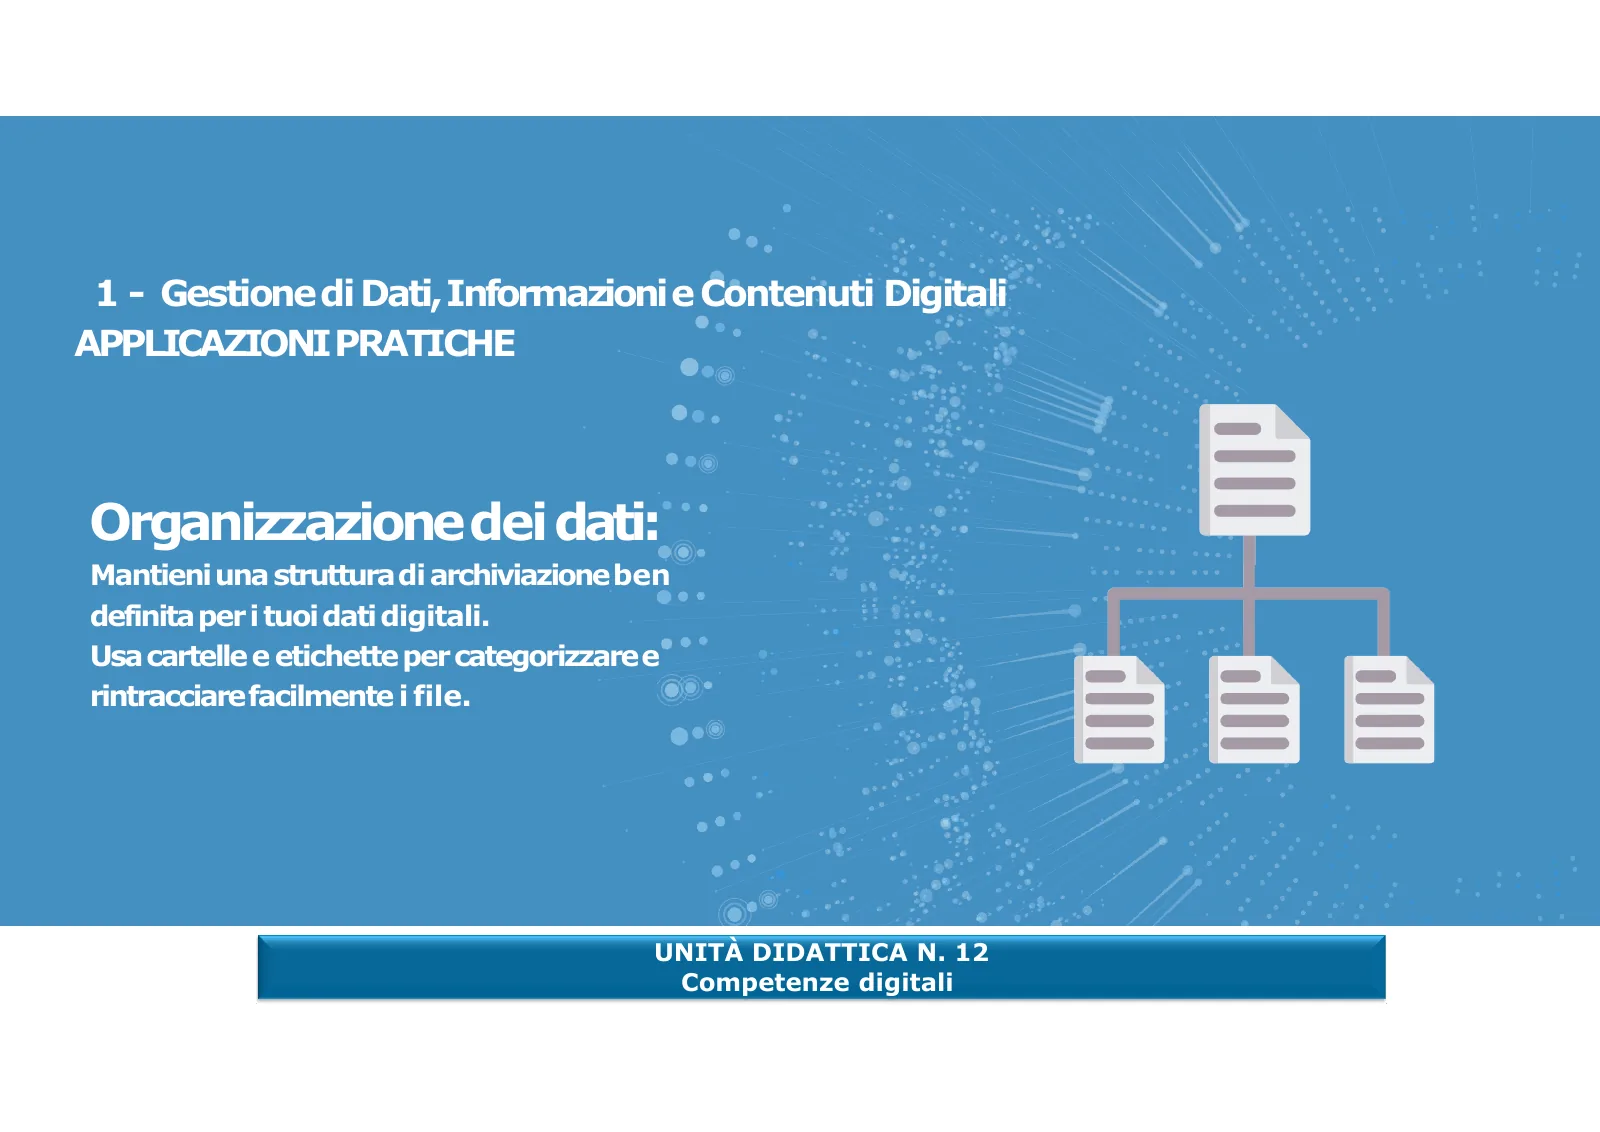 1 - Gestione di Dati, Informazioni e Contenuti Digitali
APPLICAZIONI PRATICHE
Organizzazione dei dati:
Mantieni una struttura di archiviazione ben
definita per i tuoi dati digitali.
Usa cartelle e etichette per categorizzare e
rintracciare facilmente i file.
UNITÀ DIDATTICA N. 12
Competenze digitali